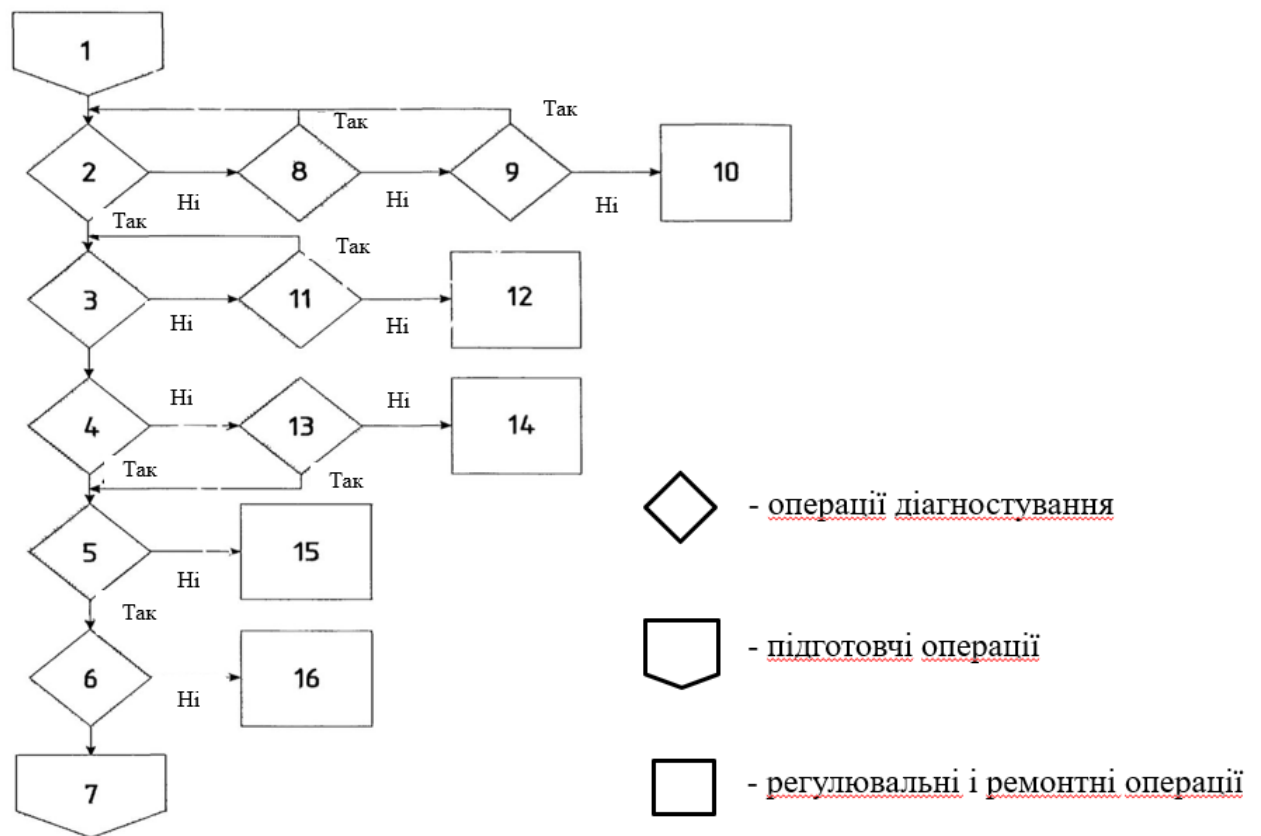 1
Так
Так
2
8
9
10
Ні
Ні
Ні
Так
Так
3
11
12
Ні
Ні
Ні
Ні
4
13
14
Так
Так
- операції діагностування
5
15
Ні
Так
- підготовчі операції
6
16
Ні
7
- регулювальні і ремонтні операції